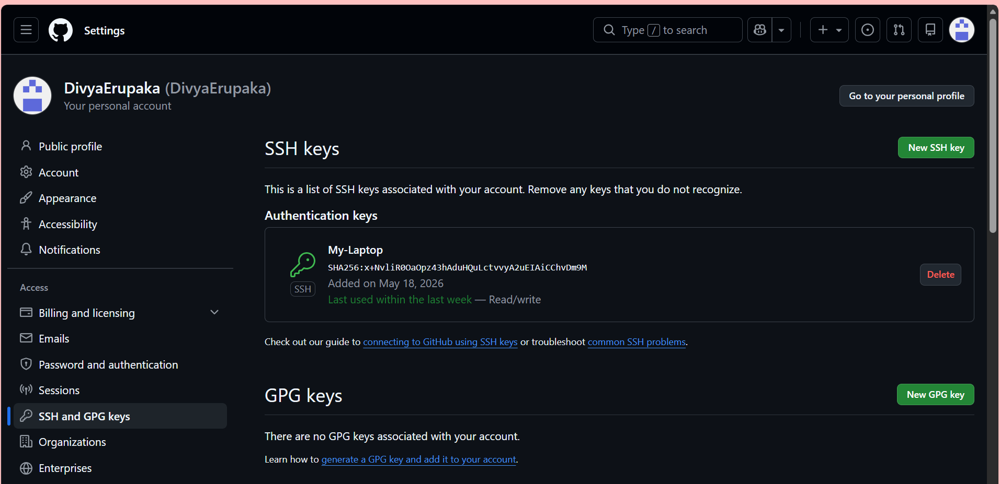 Settings
Type / to search
DivyaErupaka (DivyaErupaka)
Your personal account
Go to your personal profile
Public profile
Account
Appearance
Accessibility
Notifications
Access
Billing and licensing
Emails
Password and authentication
Sessions
SSH and GPG keys
Organizations
Enterprises
SSH keys
New SSH key
This is a list of SSH keys associated with your account. Remove any keys that you do not recognize.
Authentication keys
My-Laptop
SHA256:x+NvliR0OaOpz43hAduHQuLctvvyA2uEIAiCChvDm9M
Added on May 18, 2026
Last used within the last week — Read/write
SSH
Delete
Check out our guide to connecting to GitHub using SSH keys or troubleshoot common SSH problems.
GPG keys
New GPG key
There are no GPG keys associated with your account.
Learn how to generate a GPG key and add it to your account.